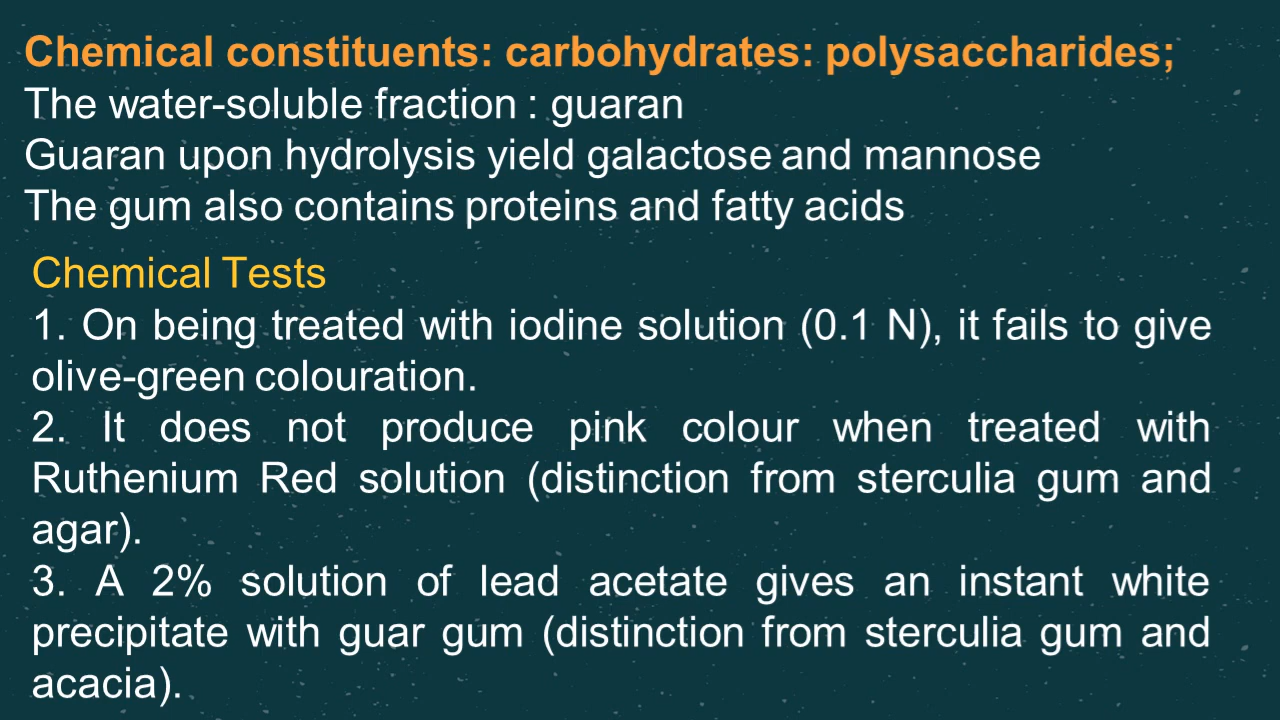 Chemical constituents: carbohydrates: polysaccharides;
The water-soluble fraction : guaran
Guaran upon hydrolysis yield galactose and mannose
The gum also contains proteins and fatty acids
Chemical Tests
1. On being treated with iodine solution (0.1 N), it fails to give
olive-green colouration.
2. It does not produce pink colour when treated with
Ruthenium Red solution (distinction from sterculia gum and
agar).
3. A 2% solution of lead acetate gives an instant white
precipitate with guar gum (distinction from sterculia gum and
acacia).